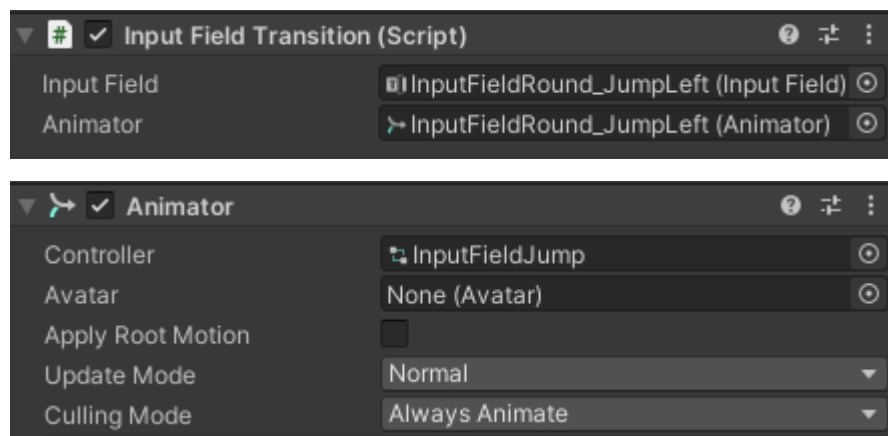 Input Field Transition (Script)
Input Field InputFieldRound_JumpLeft (Input Field)
Animator InputFieldRound_JumpLeft (Animator)
Animator
Controller InputFieldJump
Avatar None (Avatar)
Apply Root Motion
Update Mode Normal
Culling Mode Always Animate